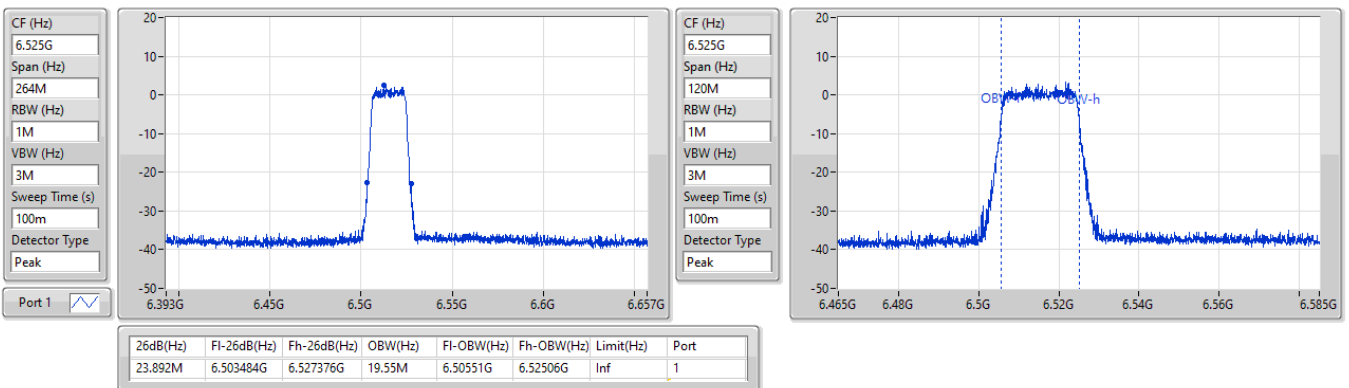 CF (Hz)
6.525G
Span (Hz)
264M
RBW (Hz)
1M
VBW (Hz)
3M
Sweep Time (s)
100m
Detector Type
Peak
Port 1
20
10
0
-10
-20
-30
-40
-50
6.393G 6.45G 6.5G 6.55G 6.6G 6.657G
CF (Hz)
6.525G
Span (Hz)
120M
RBW (Hz)
1M
VBW (Hz)
3M
Sweep Time (s)
100m
Detector Type
Peak
20
10
0
-10
-20
-30
-40
-50
OBW-h
6.465G 6.48G 6.5G 6.52G 6.54G 6.56G 6.585G
26dB(Hz) Fl-26dB(Hz) Fh-26dB(Hz) OBW(Hz) Fl-OBW(Hz) Fh-OBW(Hz) Limit(Hz) Port
23.892M 6.503484G 6.527376G 19.55M 6.50551G 6.52506G Inf 1